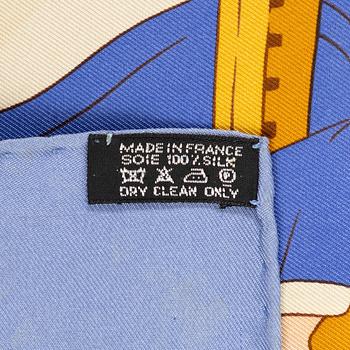 MADE IN FRANCE
SOIE 100% SILK
P
DRY CLEAN ONLY